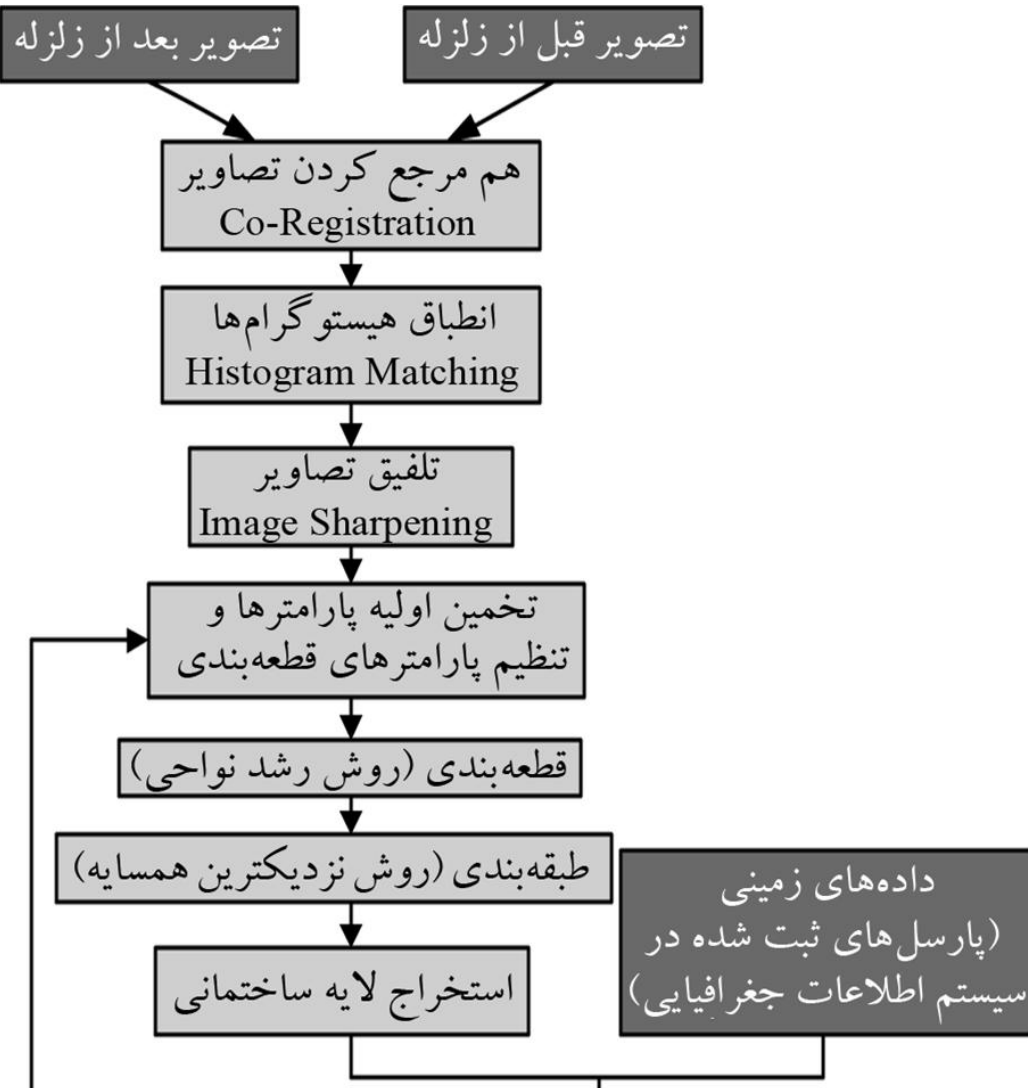 تصویر قبل از زلزله
تصویر بعد از زلزله
هم مرجع کردن تصاویر
Co-Registration
انطباق هیستوگرام‌ها
Histogram Matching
تلفیق تصاویر
Image Sharpening
تخمین اولیه پارامترها و
تنظیم پارامترهای قطعه‌بندی
قطعه‌بندی (روش رشد نواحی)
طبقه‌بندی (روش نزدیکترین همسایه)
داده‌های زمینی
(پارسل‌های ثبت شده در
سیستم اطلاعات جغرافیایی)
استخراج لایه ساختمانی